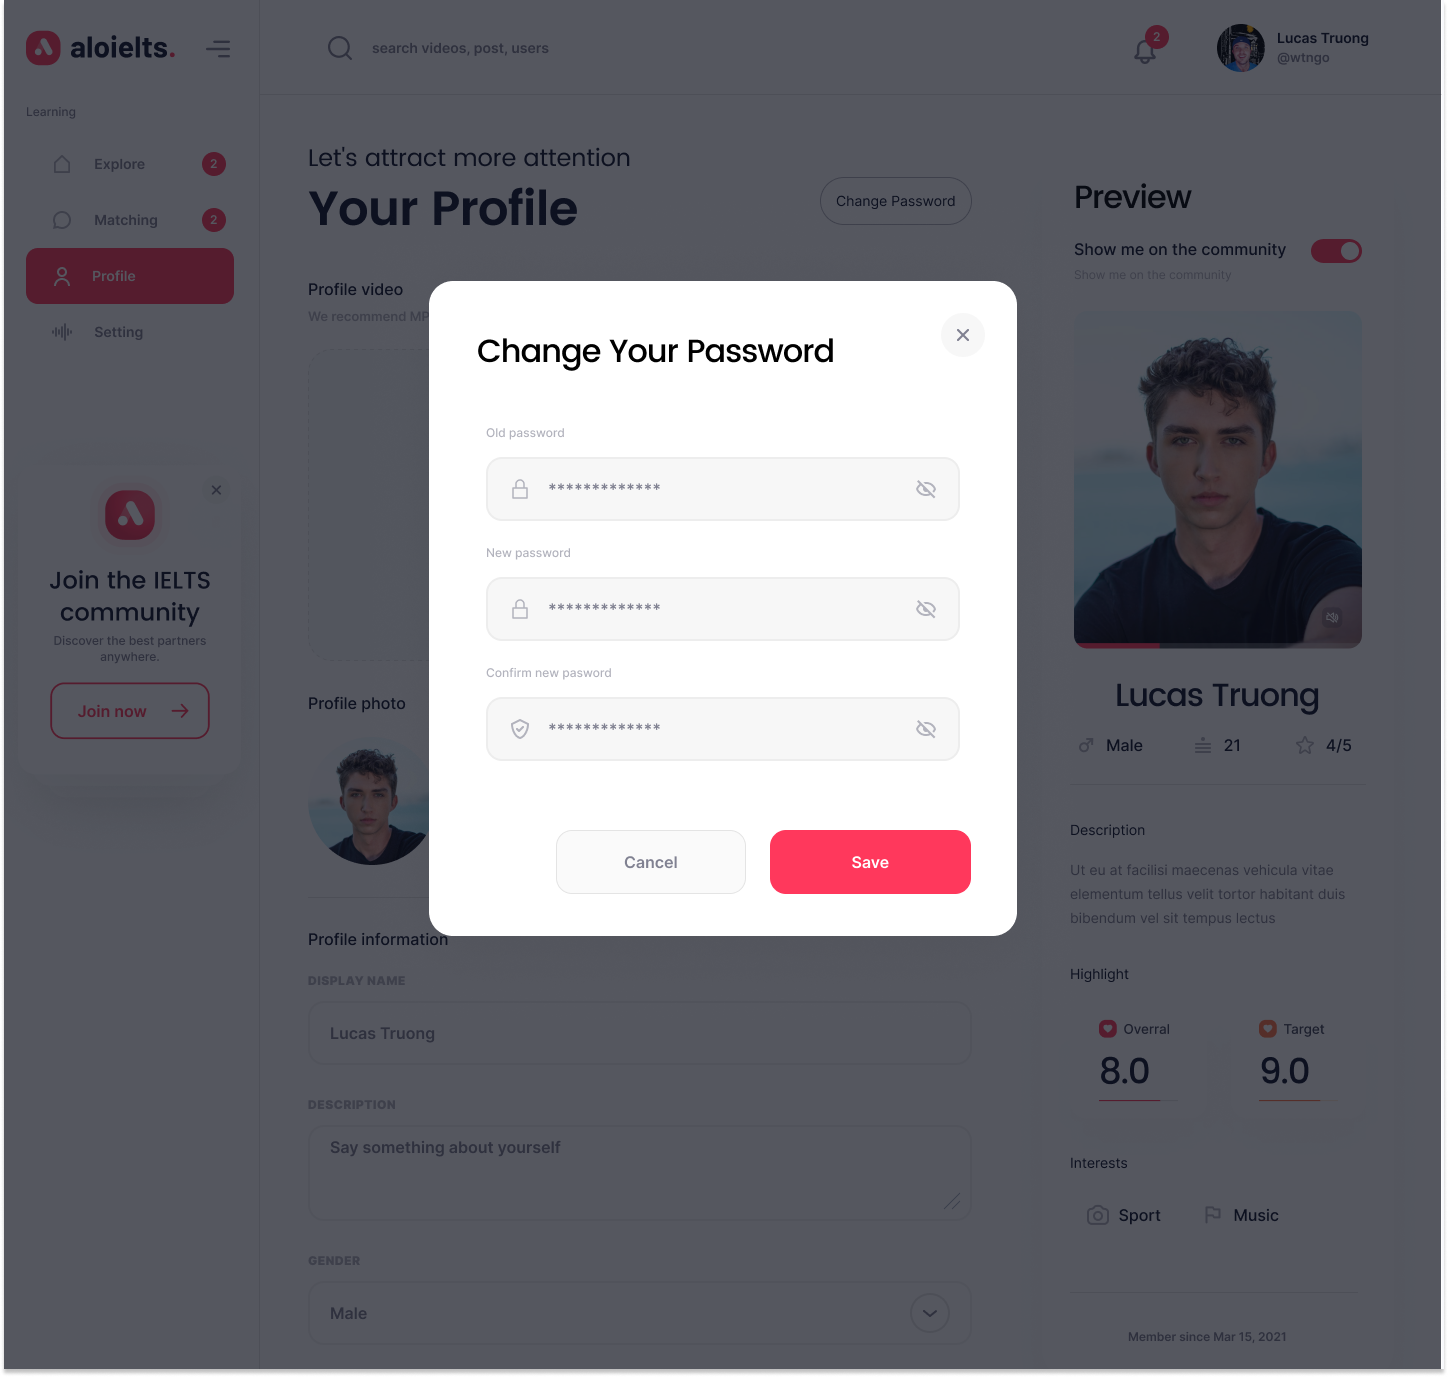 aloielts.
search videos, post, users
2
Lucas Truong
@wtngo
Learning
Explore
2
Matching
2
Profile
Setting
Join the IELTS
community
Discover the best partners
anywhere.
Join now
Let's attract more attention
Your Profile
Change Password
Profile video
We recommend MP
Profile photo
Profile information
DISPLAY NAME
Lucas Truong
DESCRIPTION
Say something about yourself
GENDER
Male
Change Your Password
Old password
*************
New password
*************
Confirm new pasword
*************
Cancel
Save
Preview
Show me on the community
Show me on the community
Lucas Truong
Male
21
4/5
Description
Ut eu at facilisi maecenas vehicula vitae
elementum tellus velit tortor habitant duis
bibendum vel sit tempus lectus
Highlight
Overral
8.0
Target
9.0
Interests
Sport
Music
Member since Mar 15, 2021